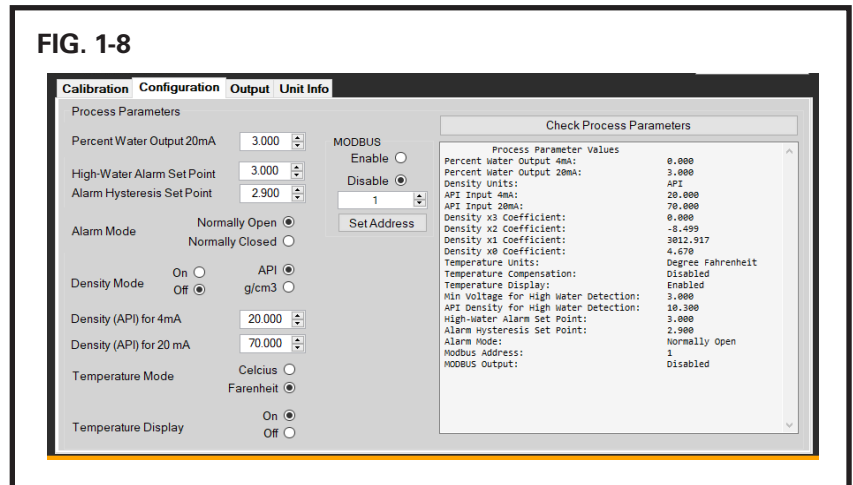 FIG. 1-8
Calibration Configuration Output Unit Info
Process Parameters
Percent Water Output 20mA 3.000
High-Water Alarm Set Point 3.000
Alarm Hysteresis Set Point 2.900
Alarm Mode
Normally Open
Normally Closed
Density Mode
On
Off
API
g/cm3
Density (API) for 4mA 20.000
Density (API) for 20 mA 70.000
Temperature Mode
Celcius
Farenheit
Temperature Display
On
Off
MODBUS
Enable
Disable
1
Set Address
Check Process Parameters
Process Parameter Values
Percent Water Output 4mA: 0.000
Percent Water Output 20mA: 3.000
Density Units: API
API Input 4mA: 20.000
API Input 20mA: 70.000
Density x3 Coefficient: 0.000
Density x2 Coefficient: -8.499
Density x1 Coefficient: 3012.917
Density x0 Coefficient: 4.670
Temperature Units: Degree Fahrenheit
Temperature Compensation: Disabled
Temperature Display: Enabled
Min Voltage for High Water Detection: 3.000
API Density for High Water Detection: 10.300
High-Water Alarm Set Point: 3.000
Alarm Hysteresis Set Point: 2.900
Alarm Mode: Normally Open
Modbus Address: 1
MODBUS Output: Disabled